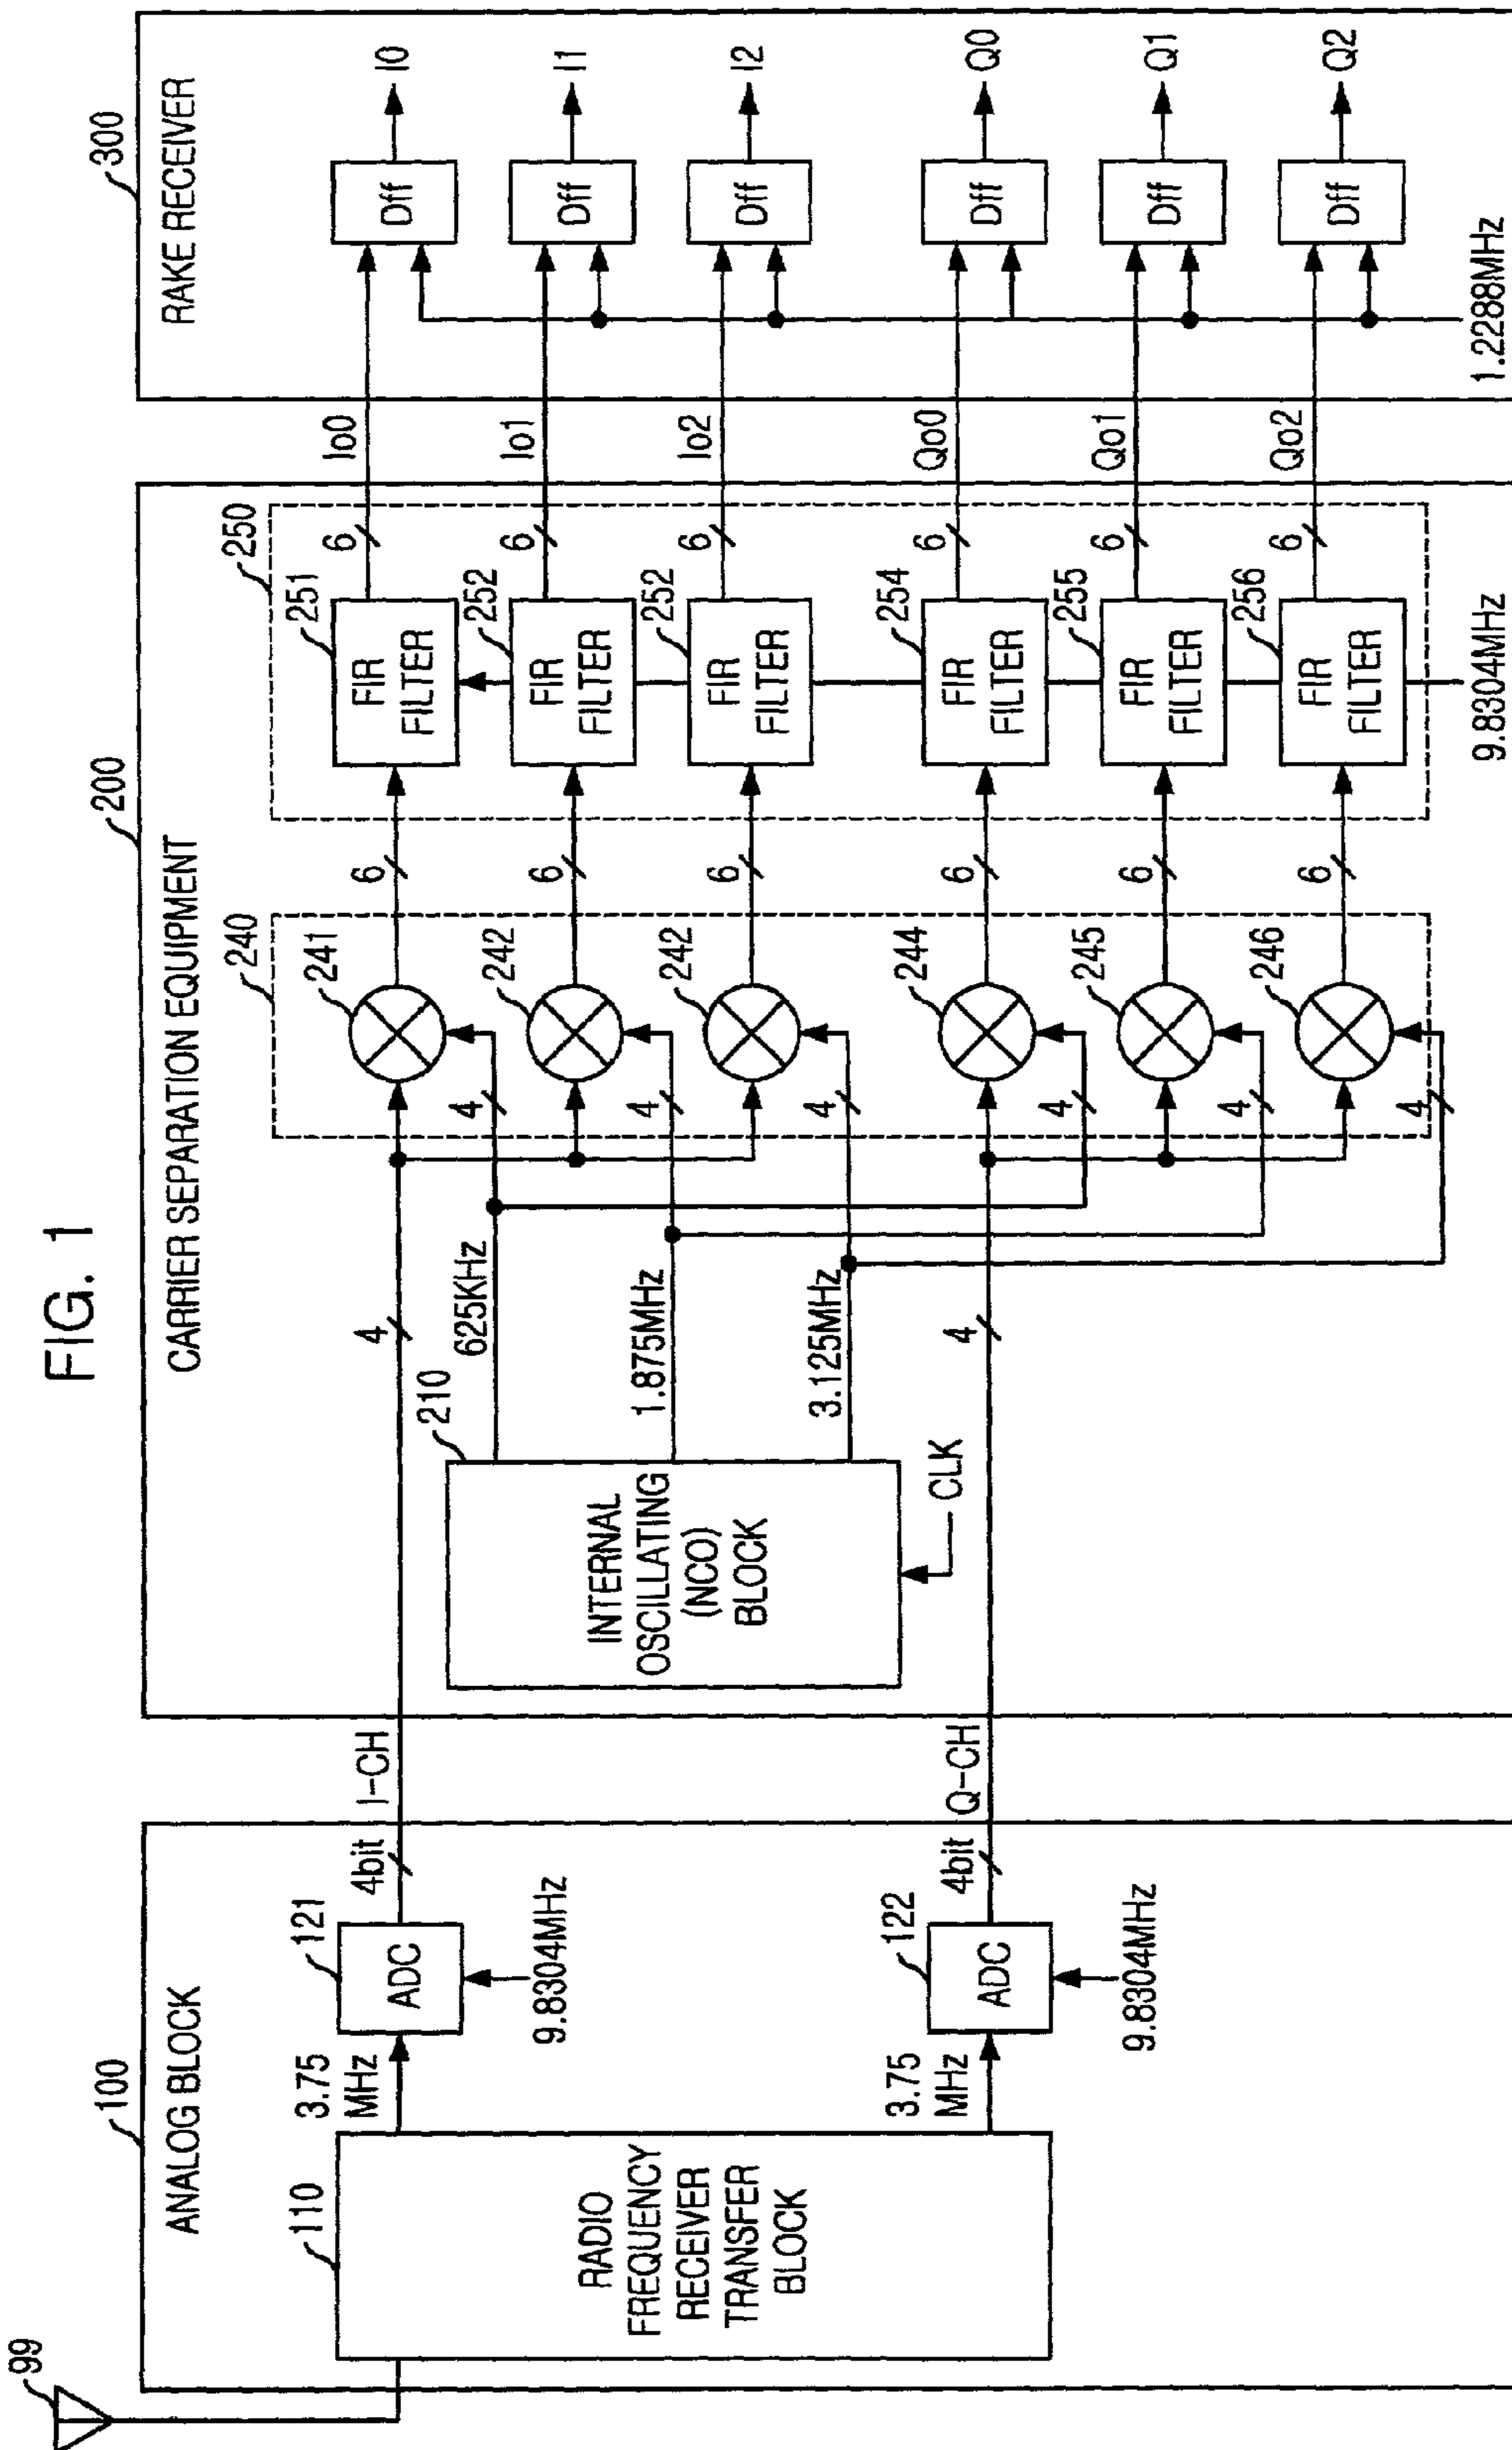 FIG. 1
99
100
ANALOG BLOCK
110
RADIO
FREQUENCY
RECEIVER
TRANSFER
BLOCK
3.75
MHz
121
ADC
9.8304MHz
4bit
I-CH
3.75
MHz
122
ADC
9.8304MHz
4bit
Q-CH
200
CARRIER SEPARATION EQUIPMENT
210
INTERNAL
OSCILLATING
(NCO)
BLOCK
CLK
4
625KHz
1.875MHz
3.125MHz
4
240
241
4
242
4
242
4
244
4
245
4
246
4
6
6
6
6
6
6
250
251
FIR
FILTER
252
FIR
FILTER
252
FIR
FILTER
254
FIR
FILTER
255
FIR
FILTER
256
FIR
FILTER
9.8304MHz
6
6
6
6
6
6
Io0
Io1
Io2
Qo0
Qo1
Qo2
300
RAKE RECEIVER
Dff
I0
Dff
I1
Dff
I2
Dff
Q0
Dff
Q1
Dff
Q2
1.2288MHz